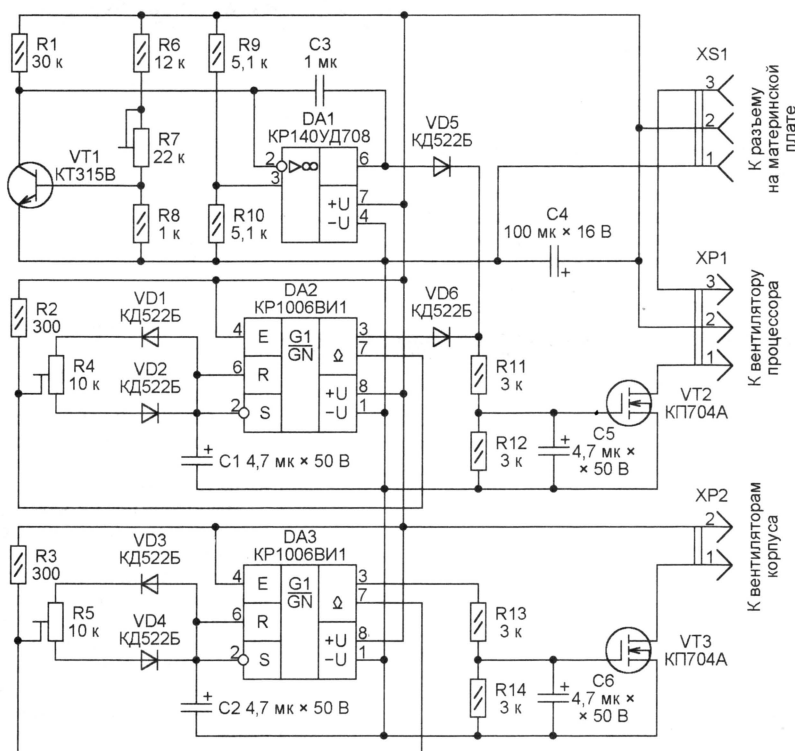 R1
30 к
R6
12 к
R9
5,1 к
C3
1 мк
XS1
3
2
1
К разъему
на материнской
плате
DA1
КР140УД708
VT1
КТ315В
R7
22 к
2
3
▷∞
6
+U
7
−U
4
VD5
КД522Б
R8
1 к
R10
5,1 к
C4
100 мк × 16 В
+
XP1
3
2
1
К вентилятору
процессора
R2
300
VD1
КД522Б
DA2
КР1006ВИ1
VD6
КД522Б
4
E
G1
GN
3
7
6
R
R4
10 к
VD2
КД522Б
+U
8
2
S
−U
1
R11
3 к
VT2
КП704А
+
C1 4,7 мк × 50 В
R12
3 к
+
C5
4,7 мк ×
× 50 В
XP2
2
1
К вентиляторам
корпуса
R3
300
VD3
КД522Б
DA3
КР1006ВИ1
4
E
G1
GN
3
7
6
R
R5
10 к
VD4
КД522Б
+U
8
2
S
−U
1
R13
3 к
VT3
КП704А
+
C2 4,7 мк × 50 В
R14
3 к
+
C6
4,7 мк ×
× 50 В